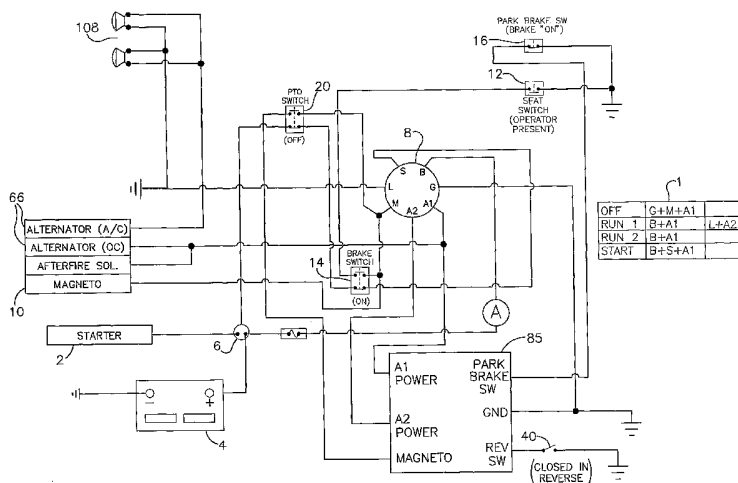 108
PARK BRAKE SW
(BRAKE "ON")
16
12
SEAT
SWITCH
(OPERATOR
PRESENT)
PTO
SWITCH
20
(OFF)
8
S B
L G
M A2 A1
1
OFF G+M+A1
RUN 1 B+A1 L+A2
RUN 2 B+A1
START B+S+A1
66
ALTERNATOR (A/C)
ALTERNATOR (DC)
AFTERFIRE SOL.
MAGNETO
10
BRAKE
SWITCH
14
(ON)
A
STARTER
2
6
85
A1
POWER
PARK
BRAKE
SW
A2
POWER
GND
MAGNETO
REV
SW
40
(CLOSED IN
REVERSE)
− +
4